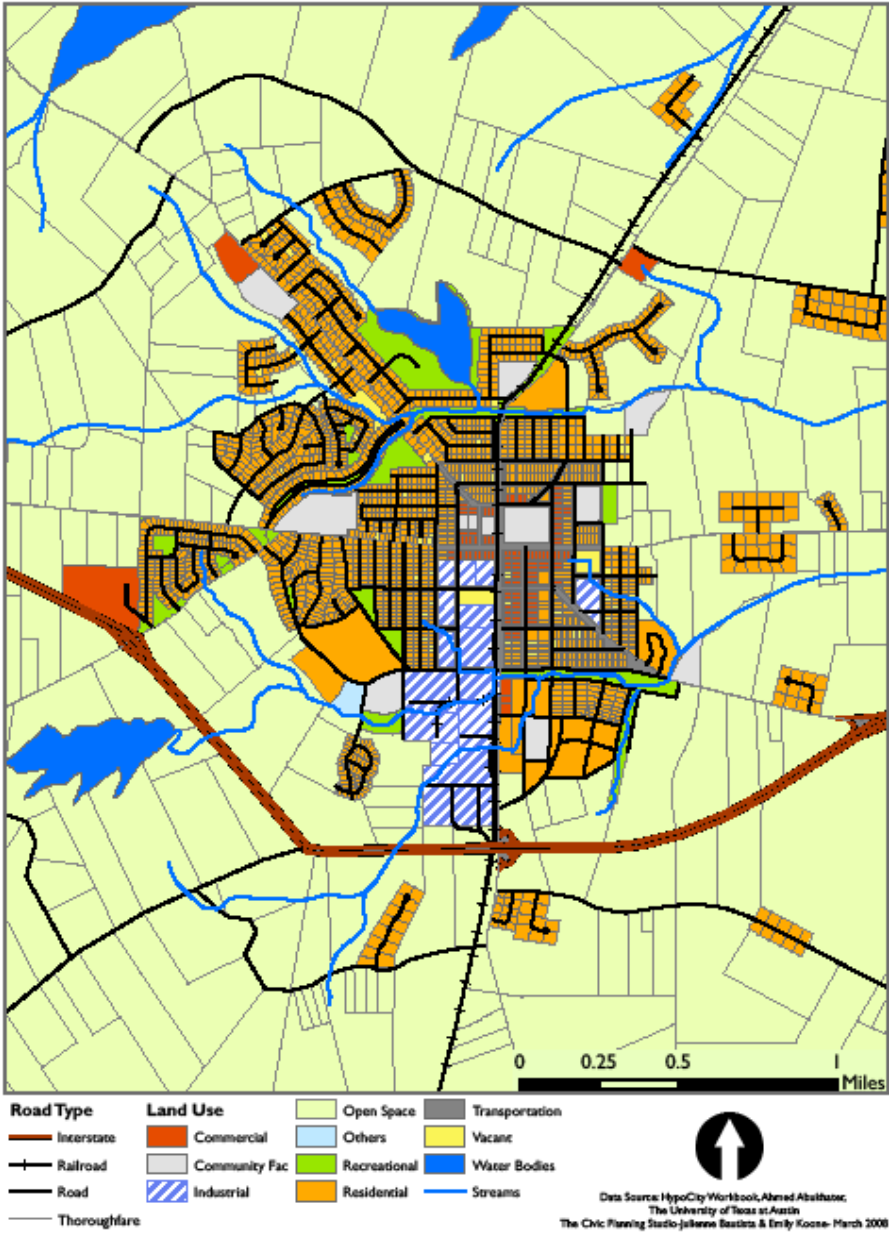 0 0.25 0.5 1
Miles
Road Type
Interstate
Railroad
Road
Thoroughfare
Land Use
Commercial
Community Fac
Industrial
Open Space
Others
Recreational
Residential
Transportation
Vacant
Water Bodies
Streams
Data Source: HypoCity Workbook, Ahmed Abukhater,
The University of Texas at Austin
The Civic Planning Studio-Julienne Bautista & Emily Koone- March 2008